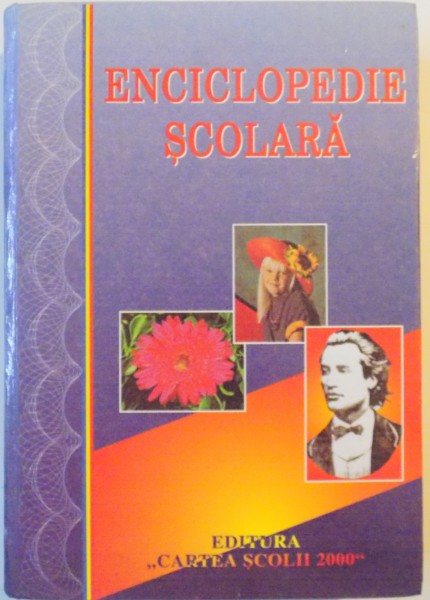 ENCICLOPEDIE
ȘCOLARĂ
EDITURA
„CARTEA ȘCOLII 2000“